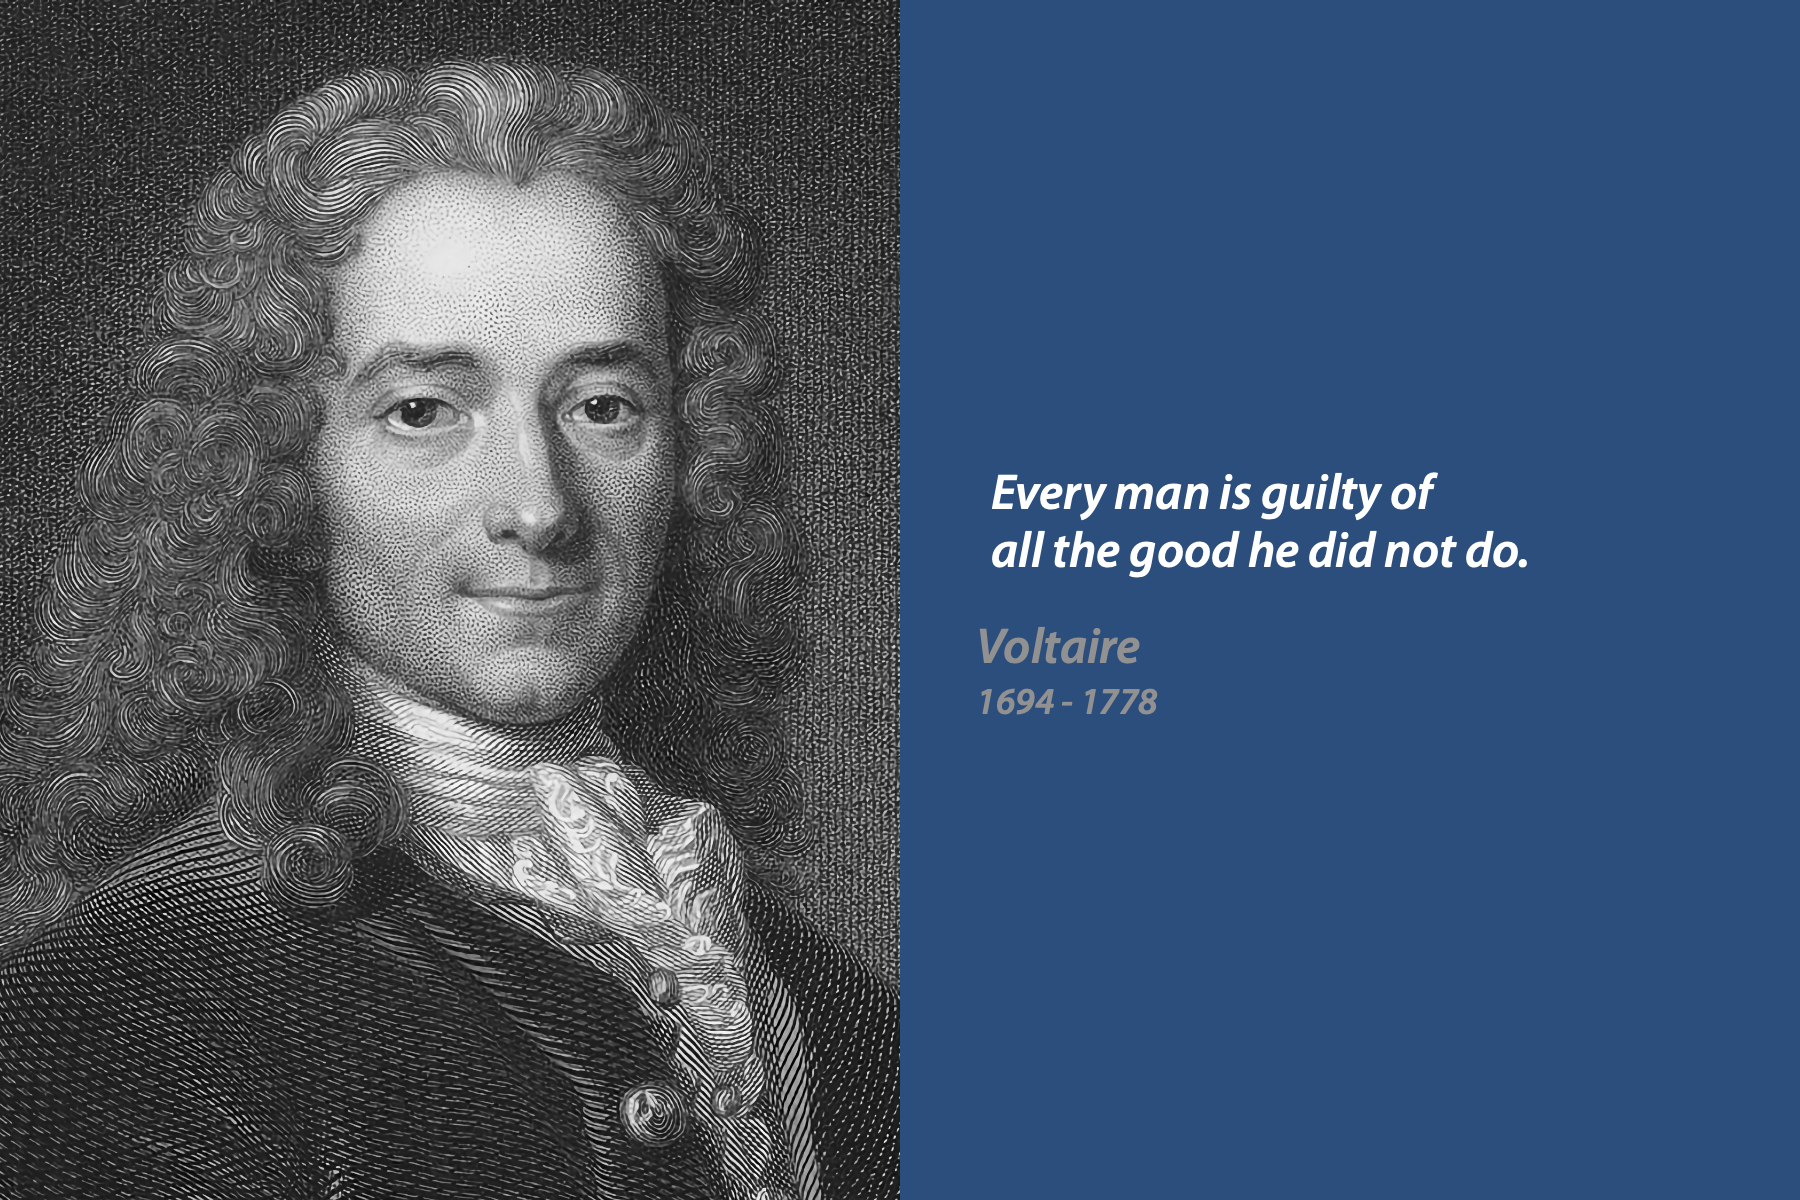 Every man is guilty of
all the good he did not do.
Voltaire
1694 - 1778